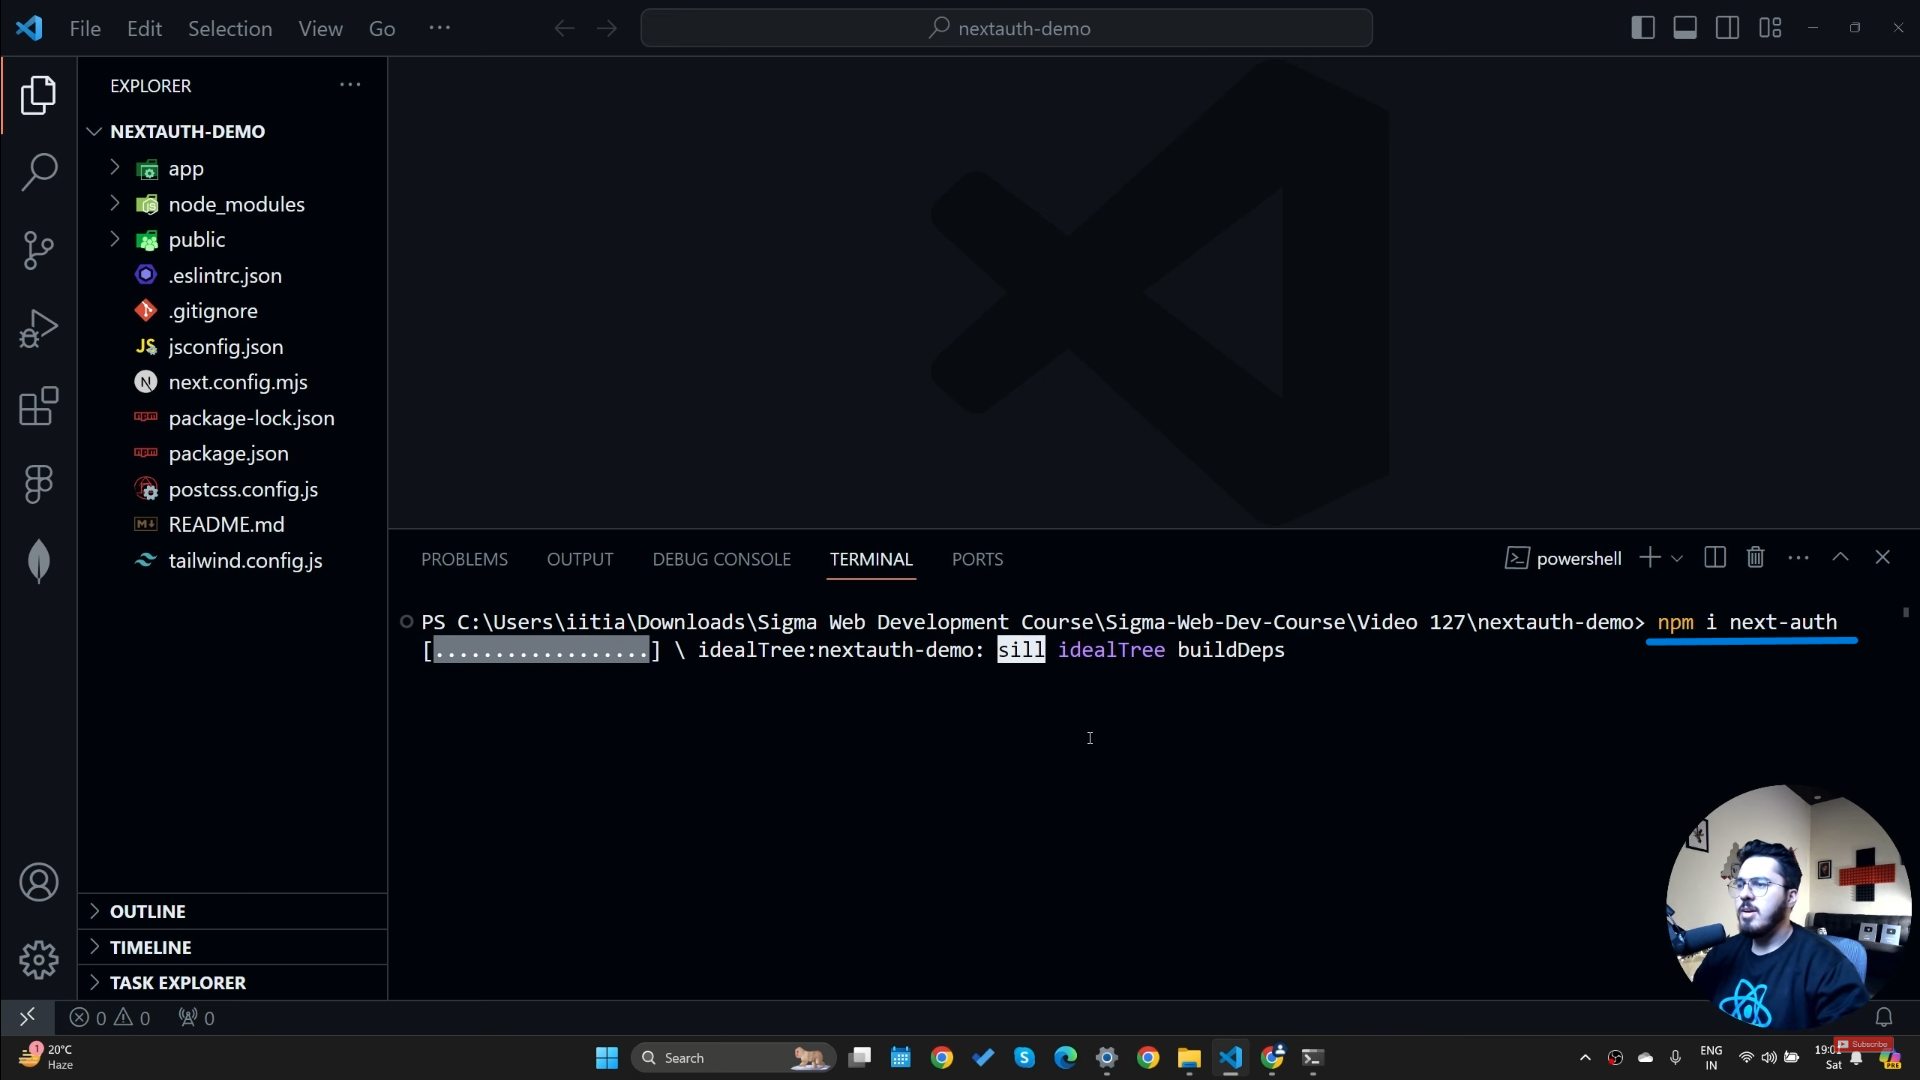 File Edit Selection View Go ...
nextauth-demo
EXPLORER
NEXTAUTH-DEMO
app
node_modules
public
.eslintrc.json
.gitignore
jsconfig.json
next.config.mjs
package-lock.json
package.json
postcss.config.js
README.md
tailwind.config.js
OUTLINE
TIMELINE
TASK EXPLORER
PROBLEMS OUTPUT DEBUG CONSOLE TERMINAL PORTS
powershell
PS C:\Users\iitia\Downloads\Sigma Web Development Course\Sigma-Web-Dev-Course\Video 127\nextauth-demo> npm i next-auth
[..................] \ idealTree:nextauth-demo: sill idealTree buildDeps
0 0 0
1
20°C
Haze
Search
ENG
IN
Sat
Subscribe
PRE